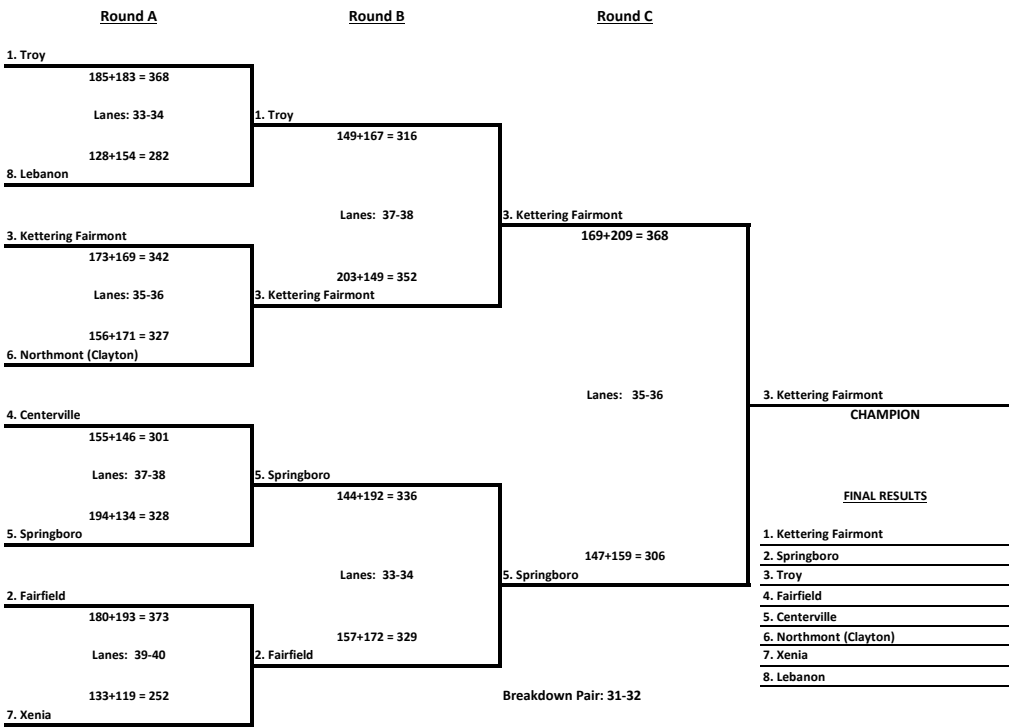 Round A
Round B
Round C
1. Troy
185+183 = 368
Lanes: 33-34
128+154 = 282
8. Lebanon
3. Kettering Fairmont
173+169 = 342
Lanes: 35-36
156+171 = 327
6. Northmont (Clayton)
4. Centerville
155+146 = 301
Lanes: 37-38
194+134 = 328
5. Springboro
2. Fairfield
180+193 = 373
Lanes: 39-40
133+119 = 252
7. Xenia
1. Troy
149+167 = 316
Lanes: 37-38
203+149 = 352
3. Kettering Fairmont
5. Springboro
144+192 = 336
Lanes: 33-34
157+172 = 329
2. Fairfield
3. Kettering Fairmont
169+209 = 368
Lanes: 35-36
147+159 = 306
5. Springboro
Breakdown Pair: 31-32
3. Kettering Fairmont
CHAMPION
FINAL RESULTS
1. Kettering Fairmont
2. Springboro
3. Troy
4. Fairfield
5. Centerville
6. Northmont (Clayton)
7. Xenia
8. Lebanon